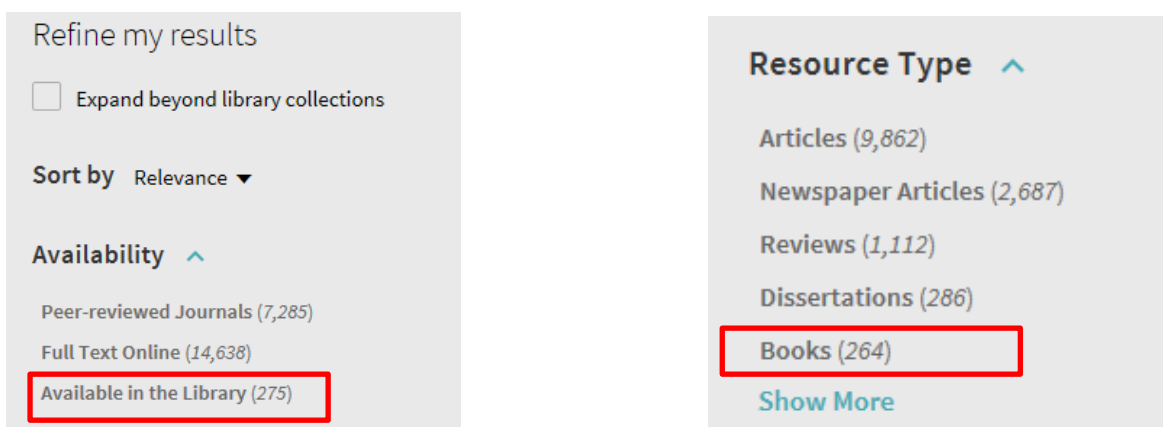 Refine my results
Expand beyond library collections
Sort by Relevance
Availability
Peer-reviewed Journals (7,285)
Full Text Online (14,638)
Available in the Library (275)
Resource Type
Articles (9,862)
Newspaper Articles (2,687)
Reviews (1,112)
Dissertations (286)
Books (264)
Show More